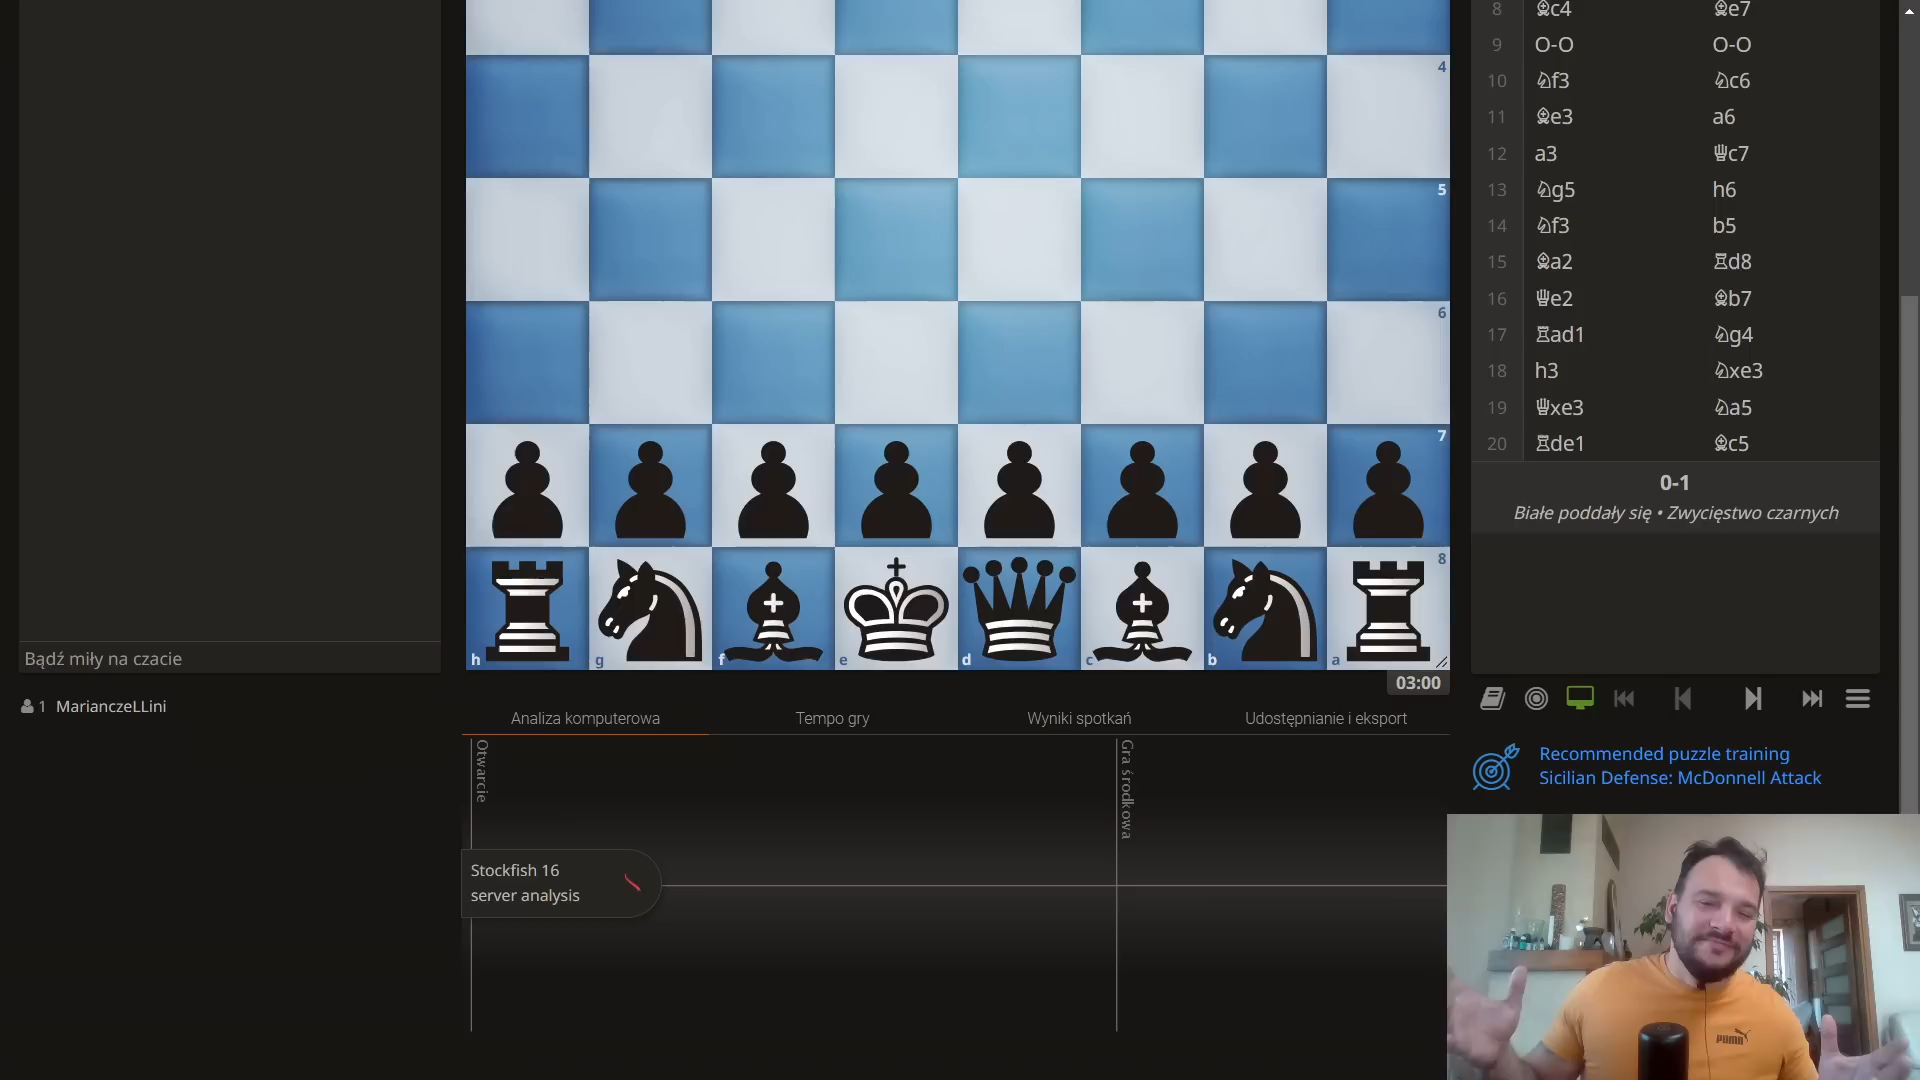 8 ♗c4 ♗e7
9 O-O O-O
10 ♘f3 ♘c6
11 ♗e3 a6
12 a3 ♕c7
13 ♘g5 h6
14 ♘f3 b5
15 ♗a2 ♖d8
16 ♕e2 ♗b7
17 ♖ad1 ♘g4
18 h3 ♘xe3
19 ♕xe3 ♘a5
20 ♖de1 ♗c5
0-1
Białe poddały się • Zwycięstwo czarnych
4
5
6
7
8
h g f e d c b a
03:00
Bądź miły na czacie
1 MarianczeLLini
Analiza komputerowa Tempo gry Wyniki spotkań Udostępnianie i eksport
Otwarcie
Gra środkowa
Stockfish 16
server analysis
Recommended puzzle training
Sicilian Defense: McDonnell Attack
PUMA